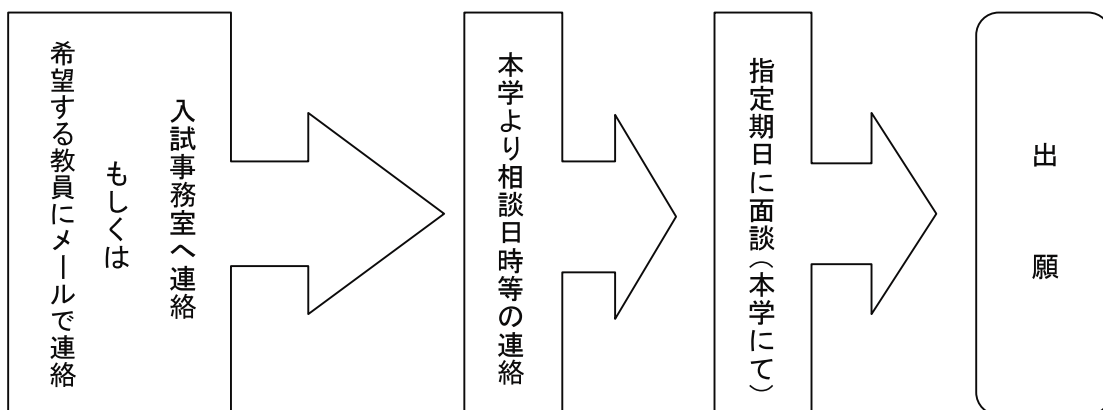 入試事務室へ連絡
もしくは
希望する教員にメールで連絡
本学より相談日時等の連絡
指定期日に面談（本学にて）
出願